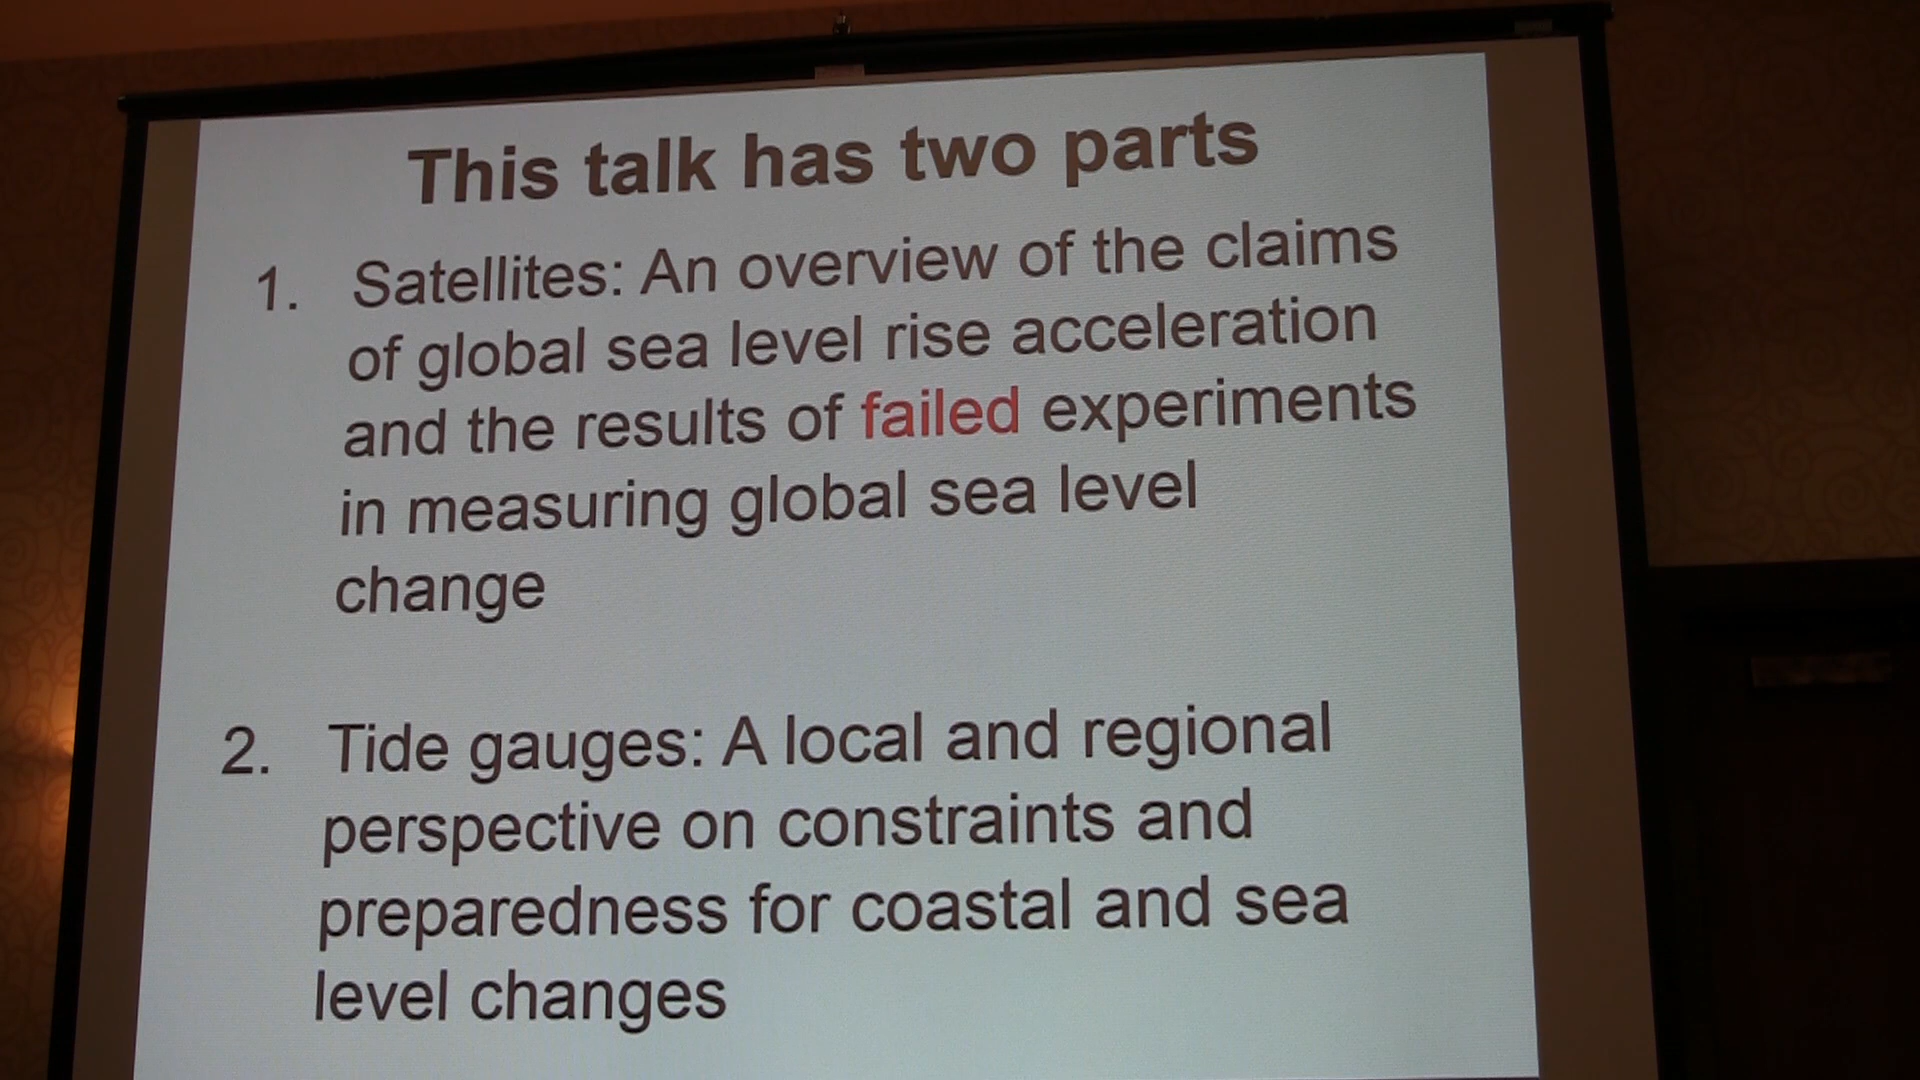 This talk has two parts
1. Satellites: An overview of the claims
of global sea level rise acceleration
and the results of failed experiments
in measuring global sea level
change
2. Tide gauges: A local and regional
perspective on constraints and
preparedness for coastal and sea
level changes